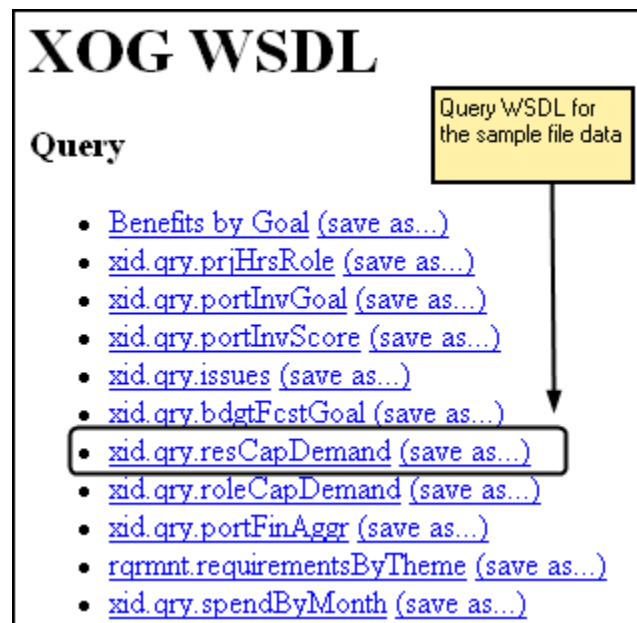 XOG WSDL
Query WSDL for
the sample file data
Query
Benefits by Goal (save as...)
xid.qry.prjHrsRole (save as...)
xid.qry.portInvGoal (save as...)
xid.qry.portInvScore (save as...)
xid.qry.issues (save as...)
xid.qry.bdgtFcstGoal (save as...)
xid.qry.resCapDemand (save as...)
xid.qry.roleCapDemand (save as...)
xid.qry.portFinAggr (save as...)
rqrmnt.requirementsByTheme (save as...)
xid.qry.spendByMonth (save as...)